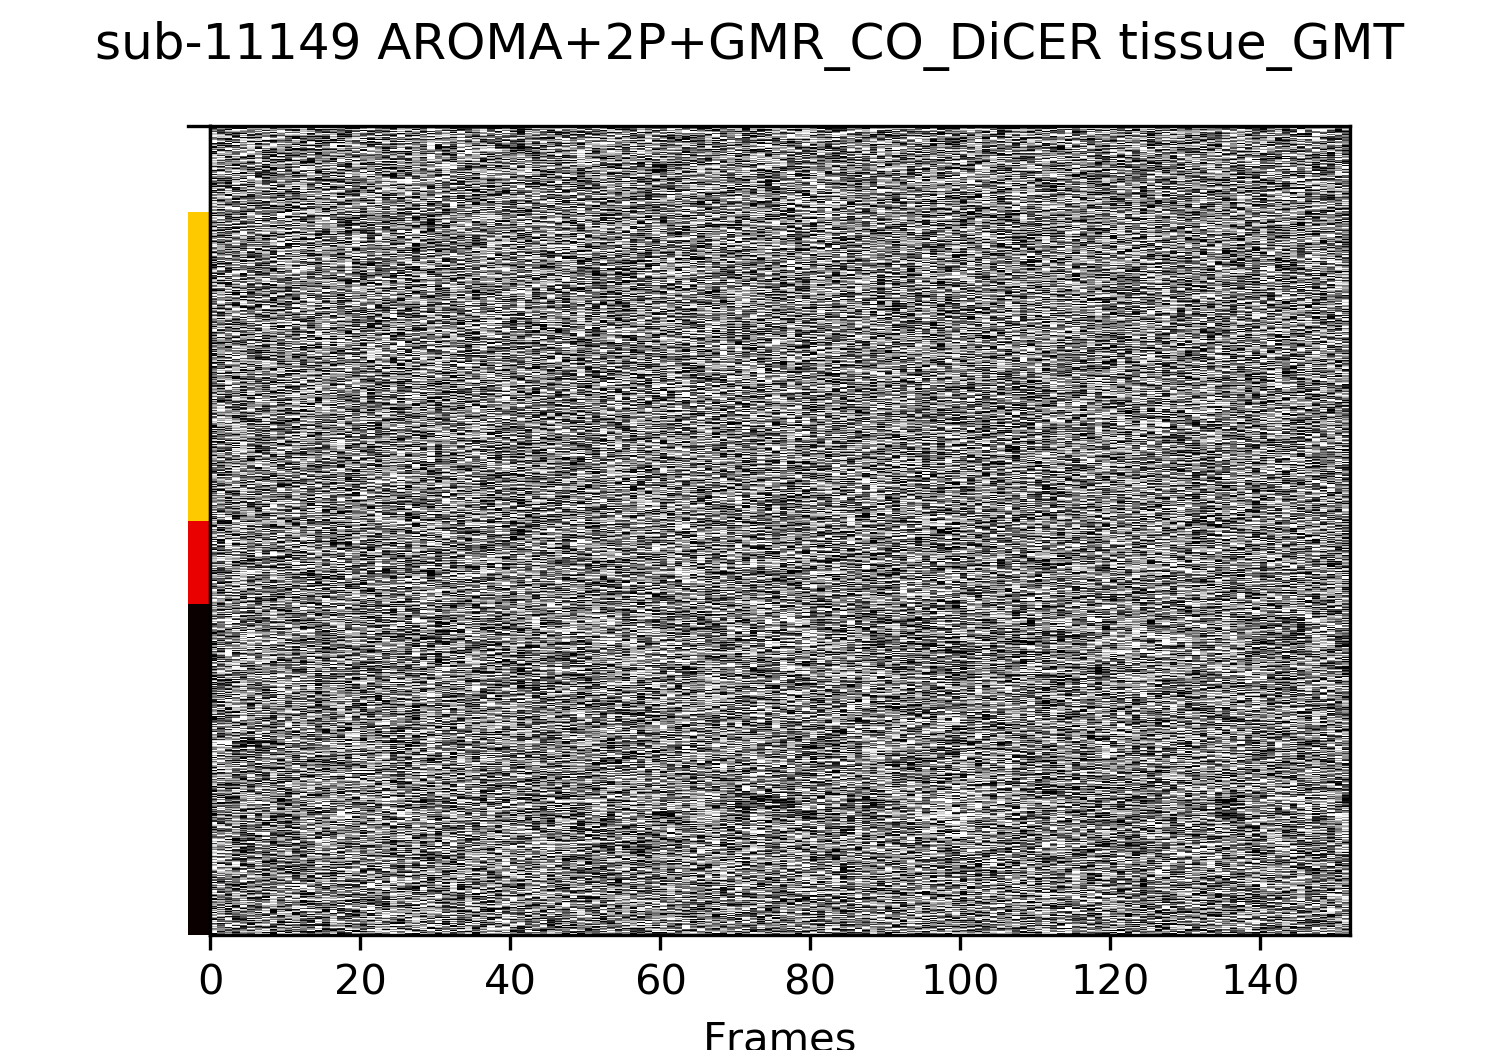 sub-11149 AROMA+2P+GMR_CO_DiCER tissue_GMT
0 20 40 60 80 100 120 140
Frames